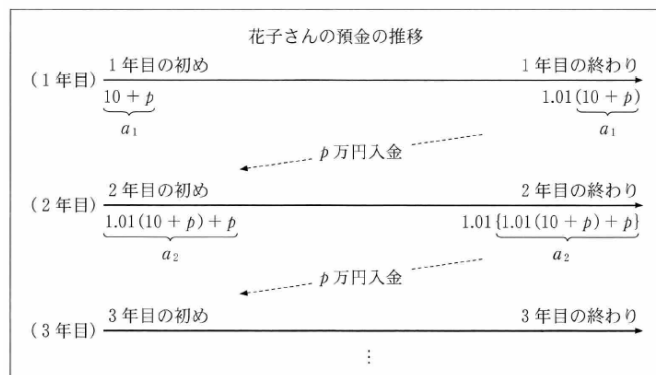 花子さんの預金の推移
1年目の初め 1年目の終わり
(1年目)
10 + p 1.01(10 + p)
a₁ a₁
p万円入金
2年目の初め 2年目の終わり
(2年目)
1.01(10 + p) + p 1.01{1.01(10 + p) + p}
a₂ a₂
p万円入金
3年目の初め 3年目の終わり
(3年目)
⋮